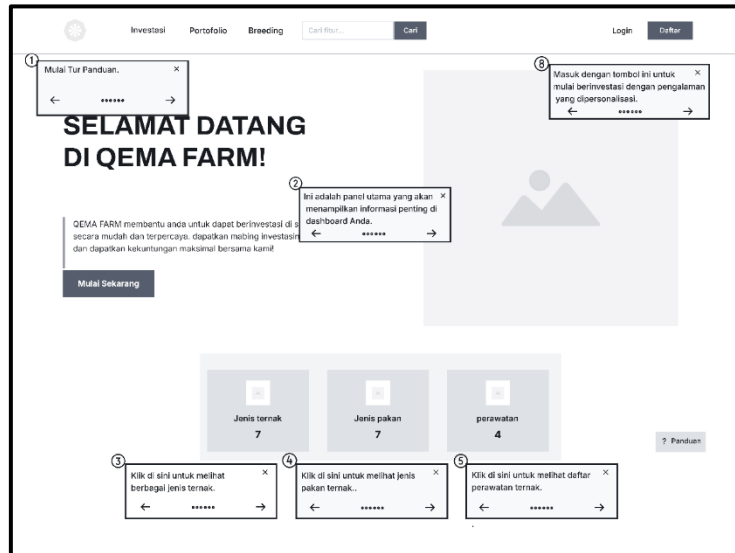 Investasi Portofolio Breeding Cari fitur... Cari Login Daftar
1
Mulai Tur Panduan. ×
← →
8
Masuk dengan tombol ini untuk ×
mulai berinvestasi dengan pengalaman
yang dipersonalisasi.
← →
SELAMAT DATANG
DI QEMA FARM!
2
Ini adalah panel utama yang akan ×
menampilkan informasi penting di
dashboard Anda.
← →
QEMA FARM membantu anda untuk dapat berinvestasi di
secara mudah dan terpercaya. dapatkan mabing
dan dapatkan kekuntungan maksimal bersama kami!
Mulai Sekarang
Jenis ternak
7
Jenis pakan
7
perawatan
4
? Panduan
3
Klik di sini untuk melihat ×
berbagai jenis ternak.
← →
4
Klik di sini untuk melihat jenis ×
pakan ternak..
← →
5
Klik di sini untuk melihat daftar ×
perawatan ternak.
← →